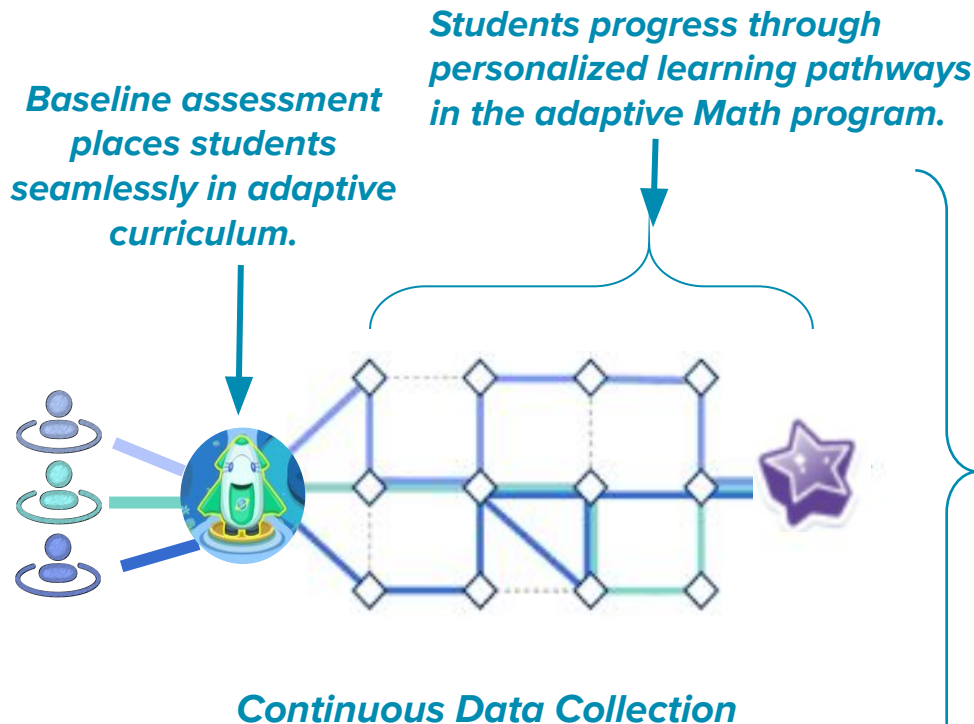 Students progress through
personalized learning pathways
in the adaptive Math program.
Baseline assessment
places students
seamlessly in adaptive
curriculum.
Continuous Data Collection